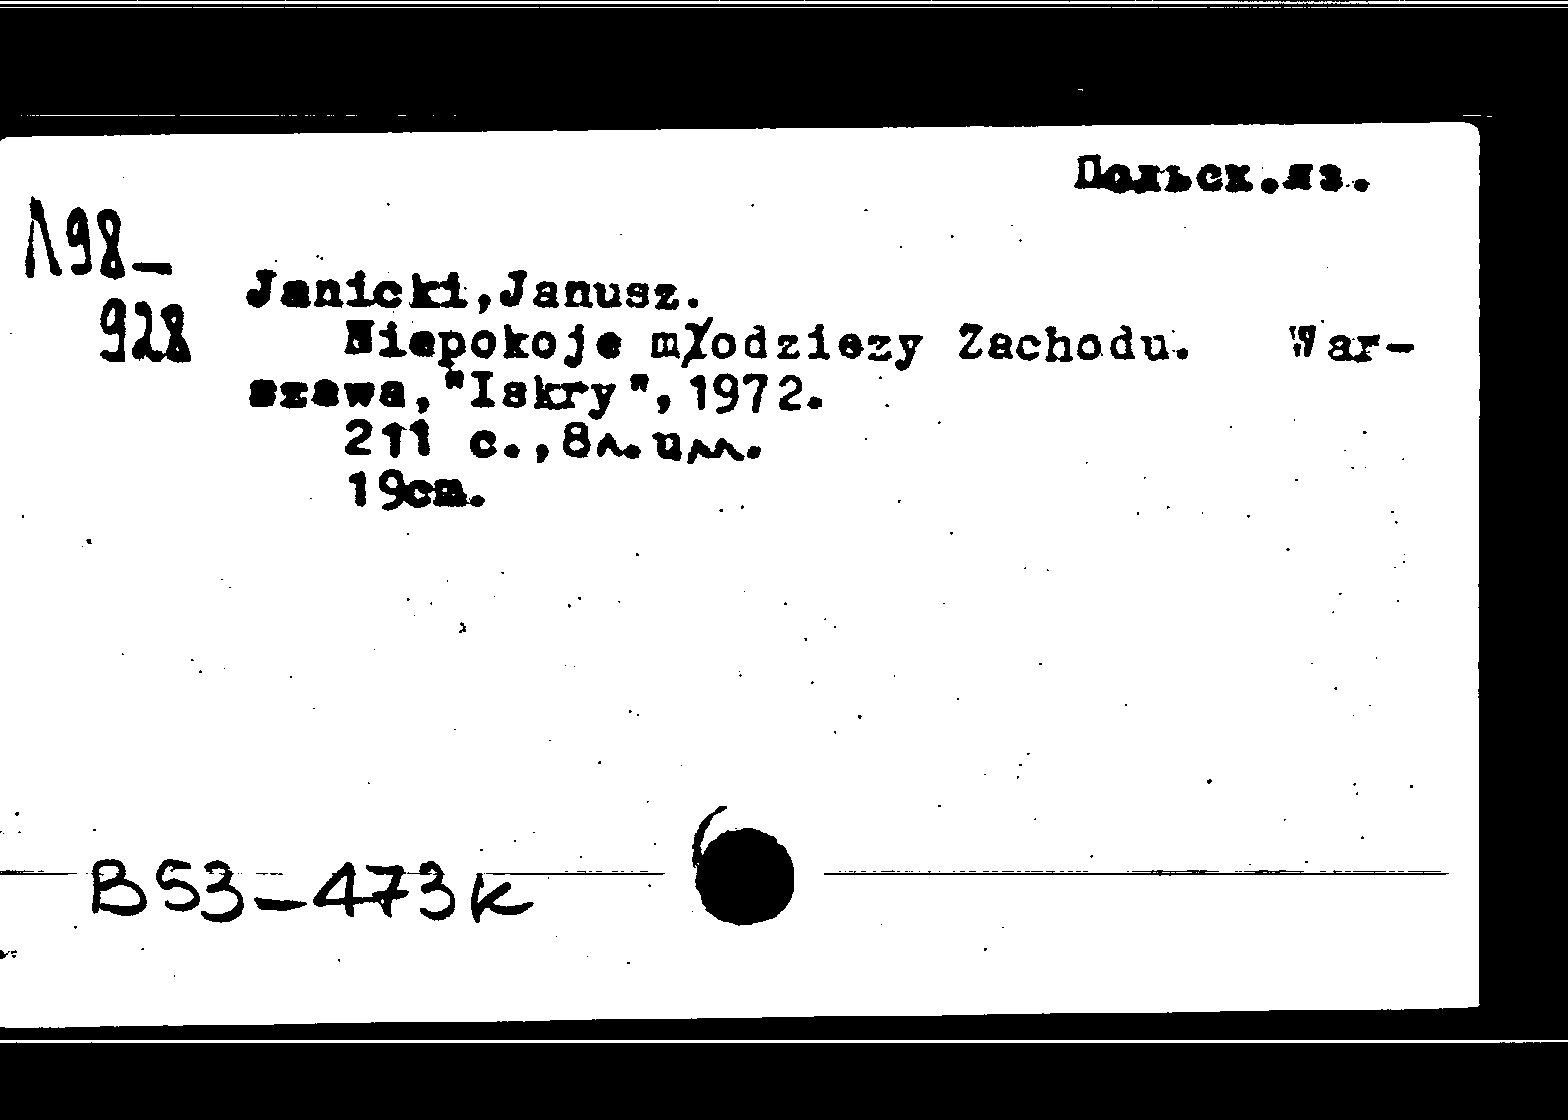 Польск.яз.
Л98-
928
Janicki,Janusz.
Niepokoje młodziezy Zachodu. War-
szawa,"Iskry",1972.
211 с.,8л.ил.
19cm.
B53-473к